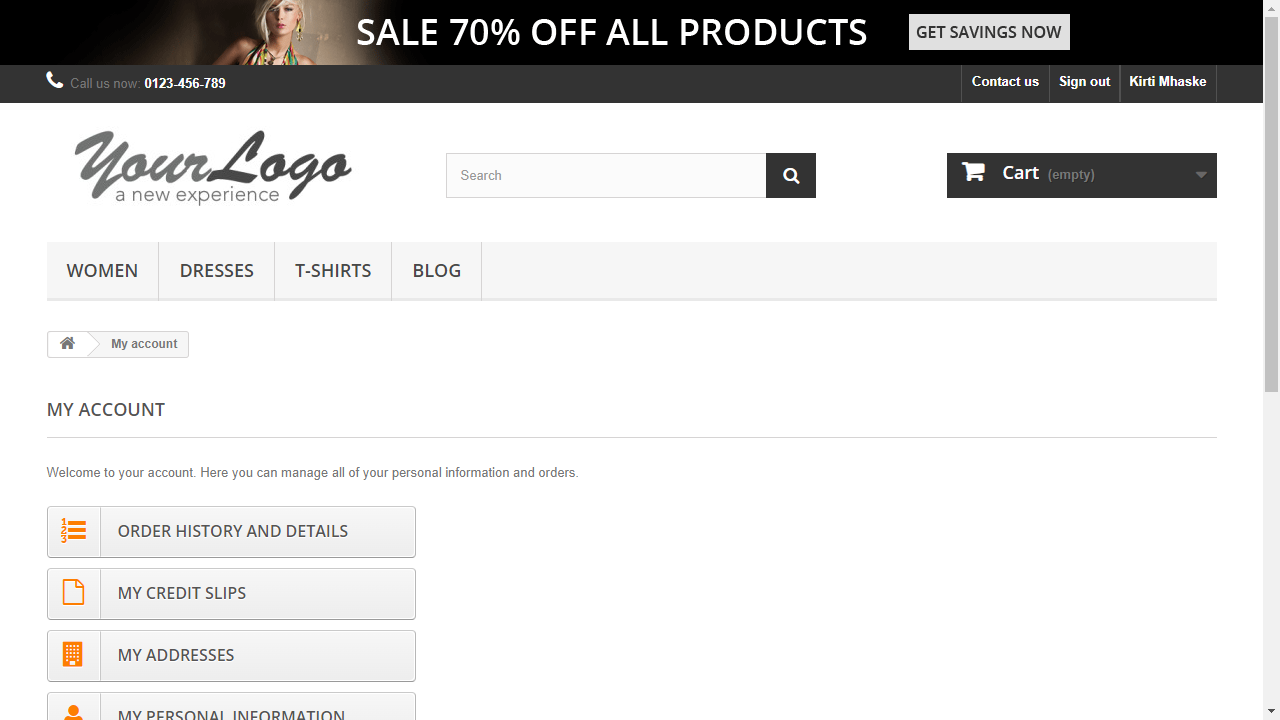 SALE 70% OFF ALL PRODUCTS GET SAVINGS NOW
Call us now: 0123-456-789 Contact us Sign out Kirti Mhaske
YourLogo
a new experience
Search
Cart (empty)
WOMEN DRESSES T-SHIRTS BLOG
My account
MY ACCOUNT
Welcome to your account. Here you can manage all of your personal information and orders.
1
2
3
ORDER HISTORY AND DETAILS
MY CREDIT SLIPS
MY ADDRESSES
MY PERSONAL INFORMATION